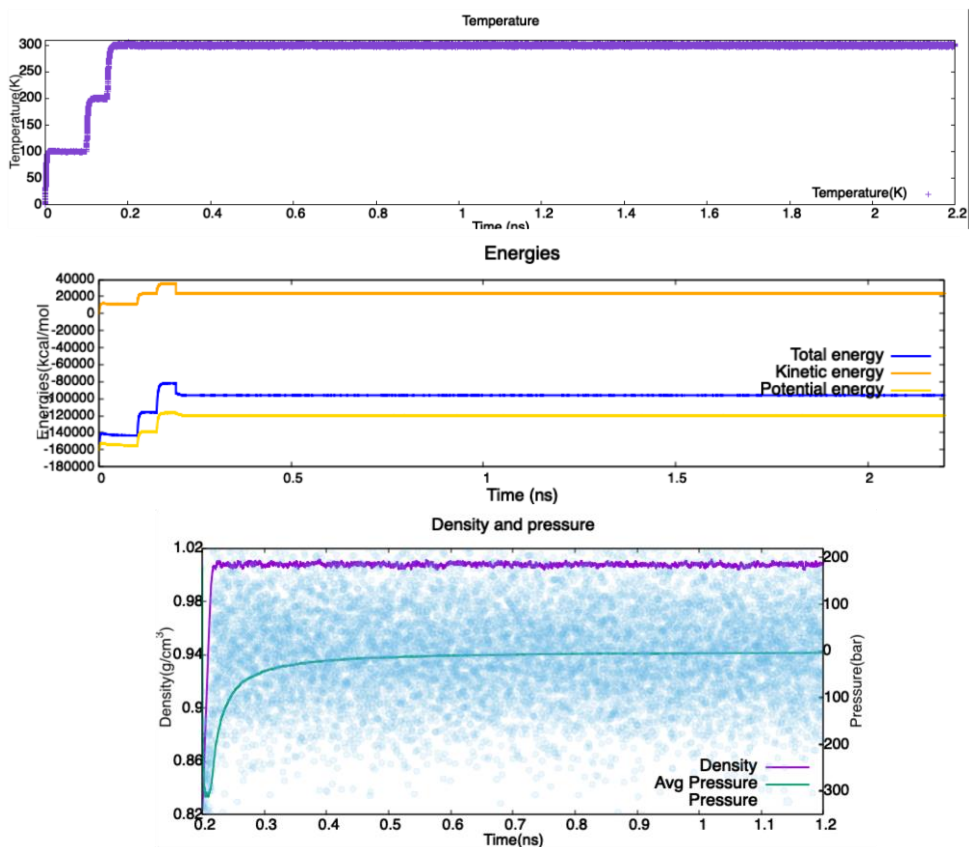 Temperature
Temperature(K)
300
250
200
150
100
50
0
Temperature(K)
0 0.2 0.4 0.6 0.8 1 1.2 1.4 1.6 1.8 2 2.2
Time (ns)
Energies
Energies(kcal/mol
40000
20000
0
-20000
-40000
-60000
-80000
-100000
-120000
-140000
-160000
-180000
Total energy
Kinetic energy
Potential energy
0 0.5 1 1.5 2
Time (ns)
Density and pressure
Density(g/cm³)
1.02
0.98
0.94
0.9
0.86
0.82
200
100
0
100
200
300
Pressure(bar)
Density
Avg Pressure
Pressure
0.2 0.3 0.4 0.5 0.6 0.7 0.8 0.9 1 1.1 1.2
Time(ns)